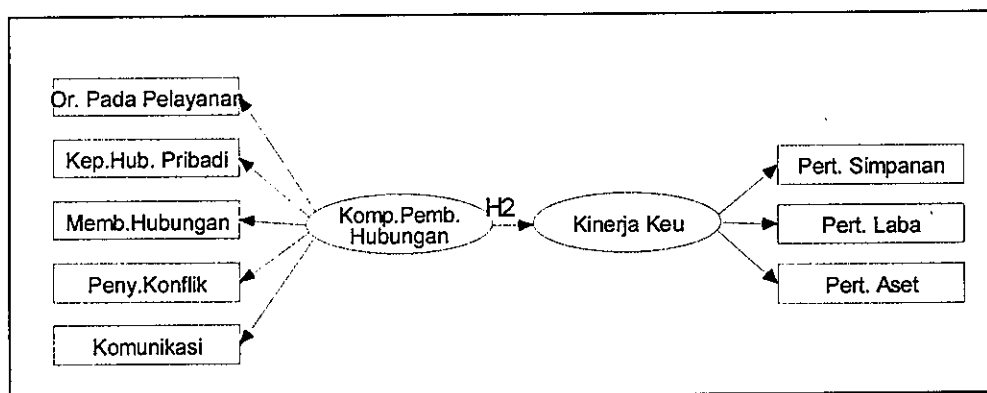 Or. Pada Pelayanan
Kep.Hub. Pribadi
Memb.Hubungan
Peny.Konflik
Komunikasi
Komp.Pemb.
Hubungan
H2
Kinerja Keu
Pert. Simpanan
Pert. Laba
Pert. Aset